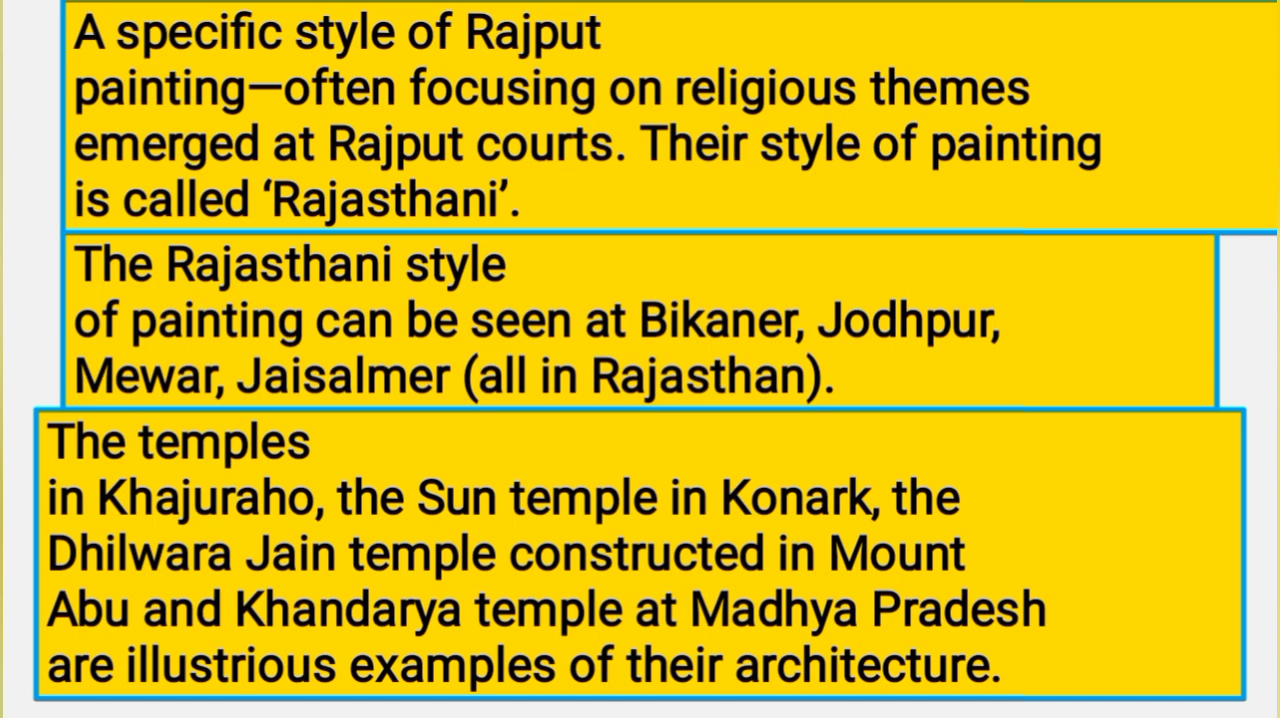 A specific style of Rajput
painting—often focusing on religious themes
emerged at Rajput courts. Their style of painting
is called ‘Rajasthani’.
The Rajasthani style
of painting can be seen at Bikaner, Jodhpur,
Mewar, Jaisalmer (all in Rajasthan).
The temples
in Khajuraho, the Sun temple in Konark, the
Dhilwara Jain temple constructed in Mount
Abu and Khandarya temple at Madhya Pradesh
are illustrious examples of their architecture.